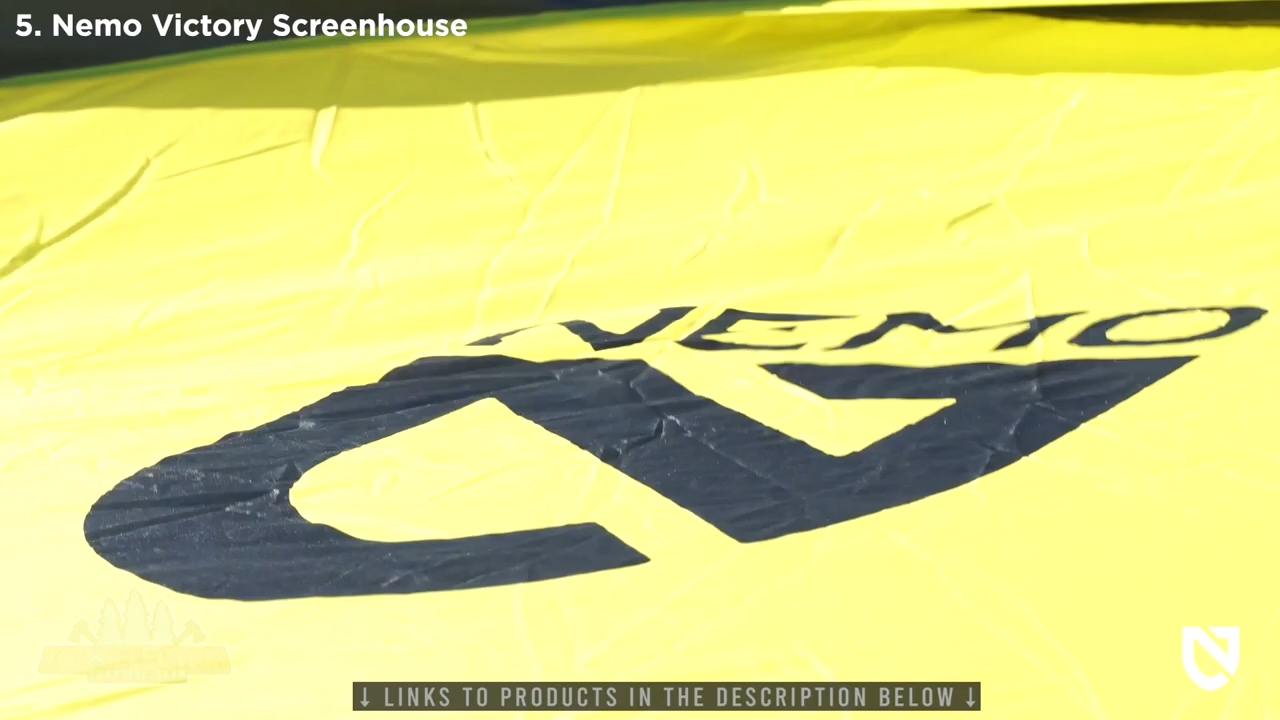 5. Nemo Victory Screenhouse
NEMO
↓ LINKS TO PRODUCTS IN THE DESCRIPTION BELOW ↓